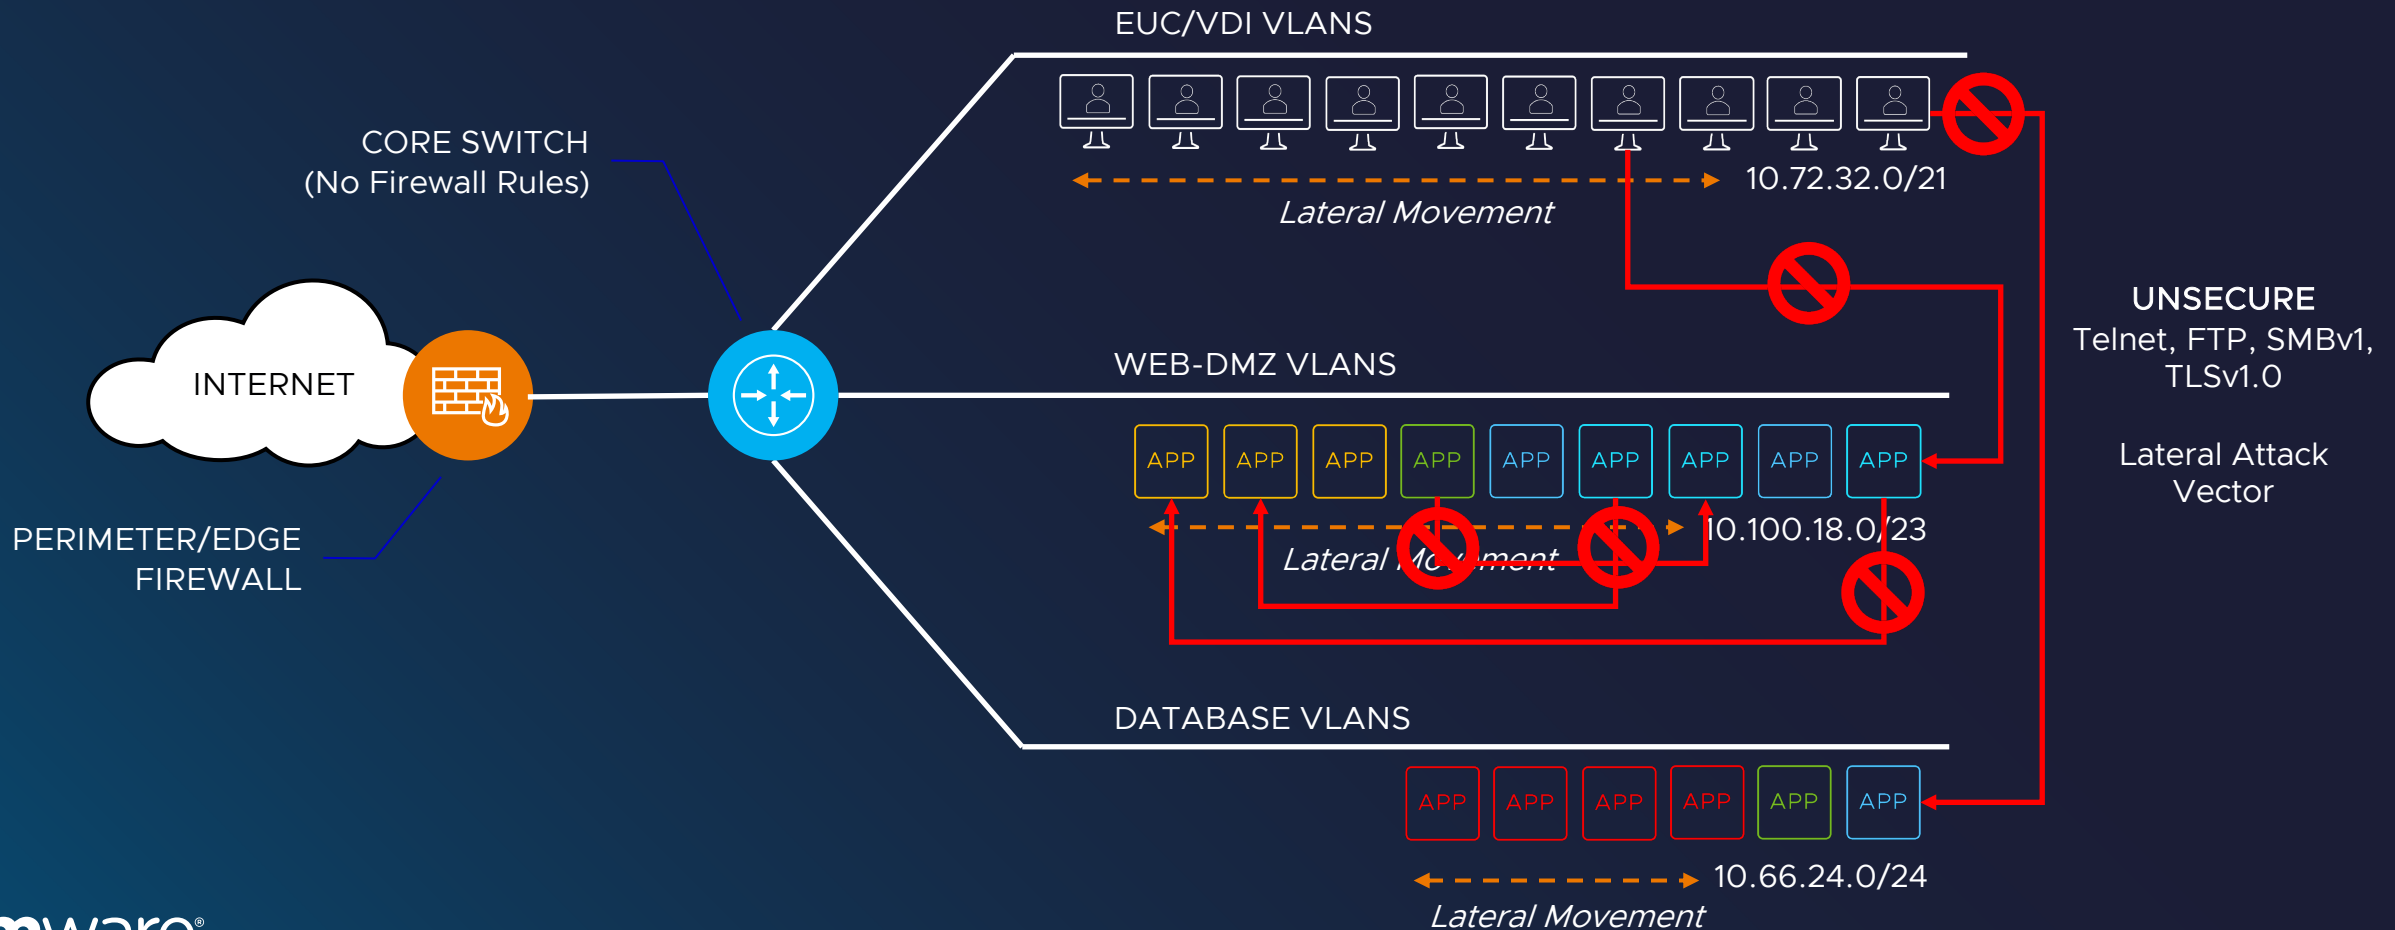 EUC/VDI VLANS
CORE SWITCH
(No Firewall Rules)
10.72.32.0/21
Lateral Movement
UNSECURE
Telnet, FTP, SMBv1,
TLSv1.0
Lateral Attack
Vector
INTERNET
WEB-DMZ VLANS
APP APP APP APP APP APP APP APP APP
10.100.18.0/23
Lateral Movement
PERIMETER/EDGE
FIREWALL
DATABASE VLANS
APP APP APP APP APP APP
10.66.24.0/24
Lateral Movement
mware®